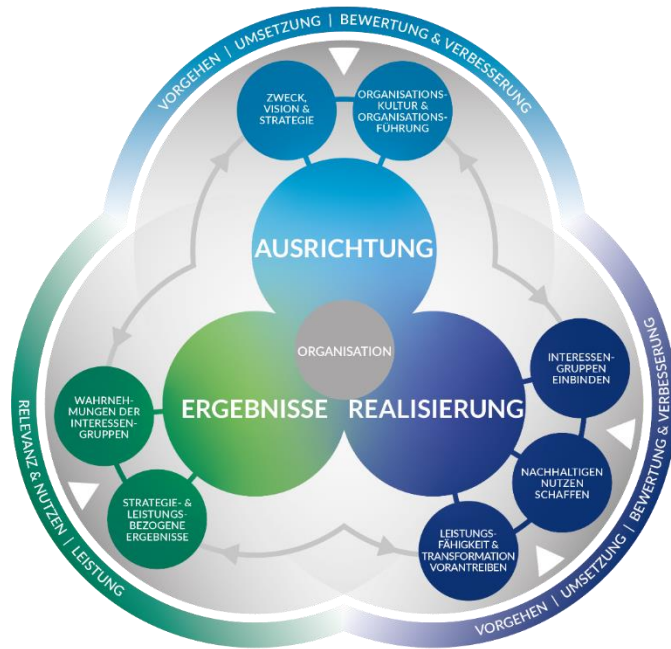 VORGEHEN | UMSETZUNG | BEWERTUNG & VERBESSERUNG
ZWECK,
VISION &
STRATEGIE
ORGANISATIONS-
KULTUR &
ORGANISATIONS-
FÜHRUNG
AUSRICHTUNG
ORGANISATION
ERGEBNISSE
REALISIERUNG
WAHRNEH-
MUNGEN DER
INTERESSEN-
GRUPPEN
STRATEGIE- &
LEISTUNGS-
BEZOGENE
ERGEBNISSE
INTERESSEN-
GRUPPEN
EINBINDEN
NACHHALTIGEN
NUTZEN
SCHAFFEN
LEISTUNGS-
FÄHIGKEIT &
TRANSFORMATION
VORANTREIBEN
RELEVANZ & NUTZEN | LEISTUNG
VORGEHEN | UMSETZUNG | BEWERTUNG & VERBESSERUNG